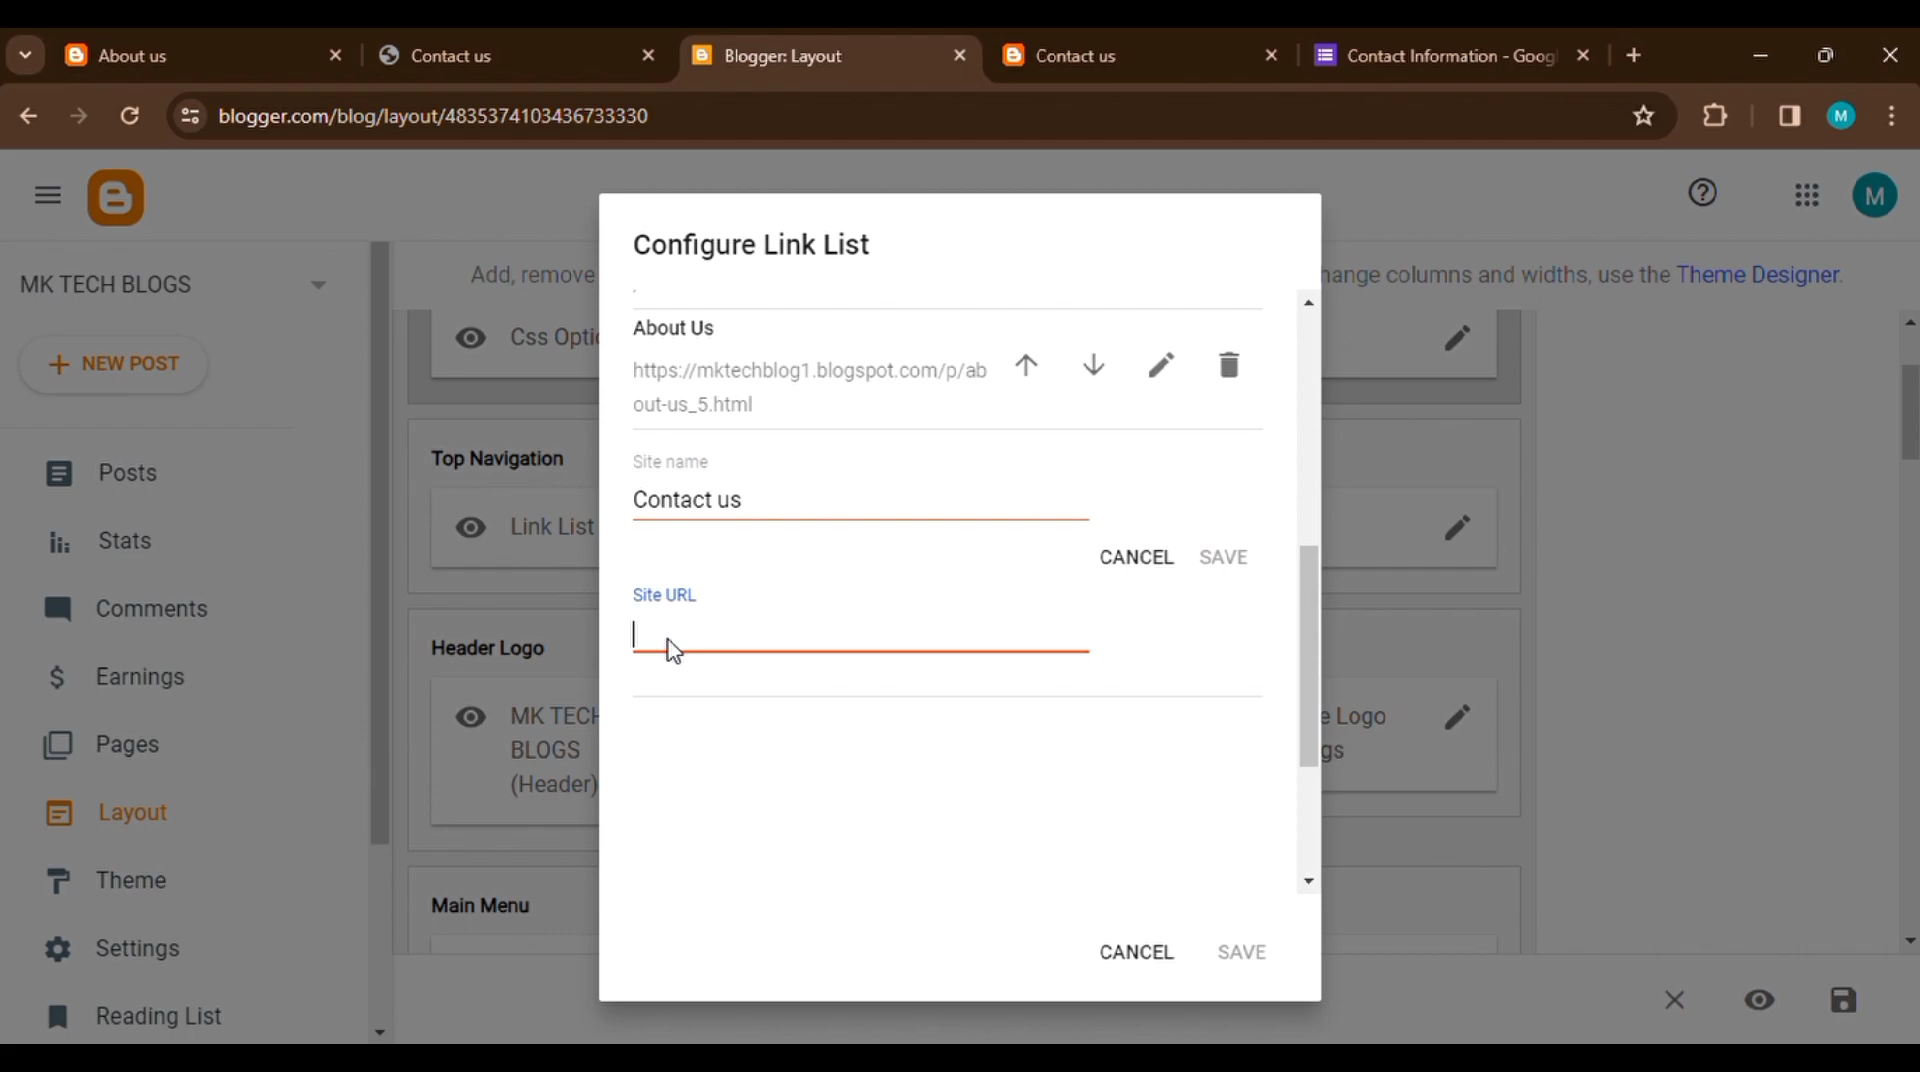 About us
Contact us
Blogger: Layout
Contact us
Contact Information - Goog
blogger.com/blog/layout/4835374103436733330
M
M
MK TECH BLOGS
NEW POST
Posts
Stats
Comments
Earnings
Pages
Layout
Theme
Settings
Reading List
Add, remove
hange columns and widths, use the Theme Designer.
Css Optio
Top Navigation
Link List
Header Logo
MK TECH
BLOGS
(Header)
e Logo
gs
Main Menu
Configure Link List
About Us
https://mktechblog1.blogspot.com/p/ab
out-us_5.html
Site name
Contact us
CANCEL SAVE
Site URL
CANCEL SAVE